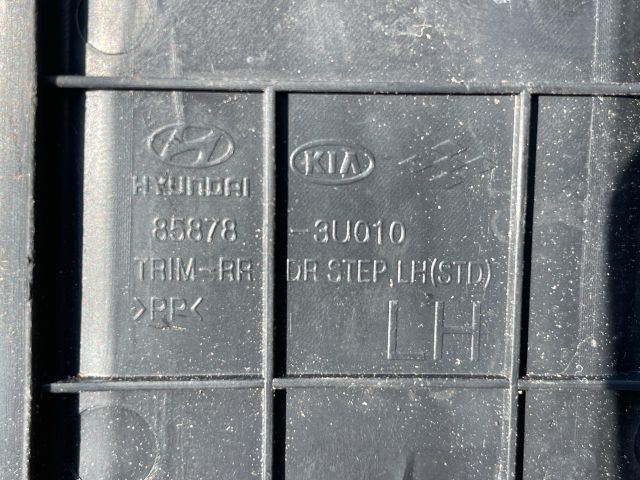 HYUNDAI KIA
85878-3U010
TRIM-RR DR STEP, LH(STD)
>PP< LH